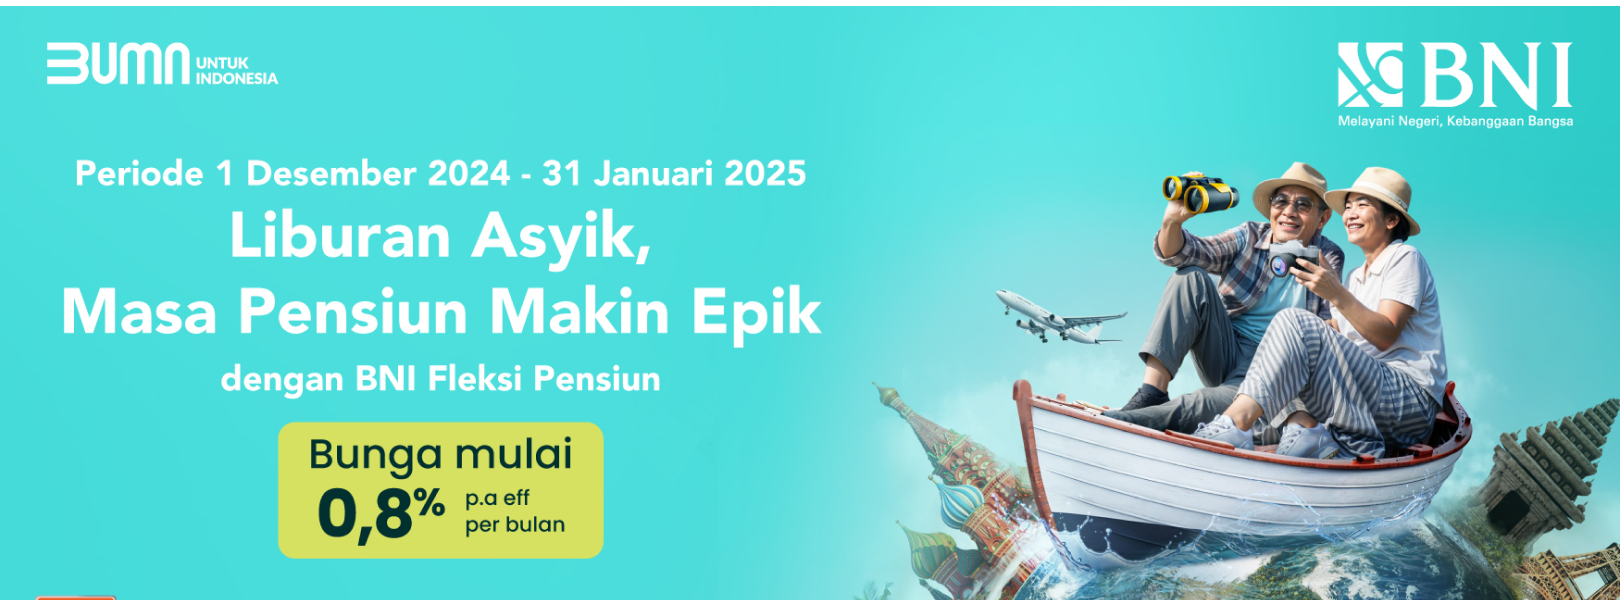 BUMN UNTUK
INDONESIA
BNI
Melayani Negeri, Kebanggaan Bangsa
Periode 1 Desember 2024 - 31 Januari 2025
Liburan Asyik,
Masa Pensiun Makin Epik
dengan BNI Fleksi Pensiun
Bunga mulai
0,8% p.a eff
per bulan